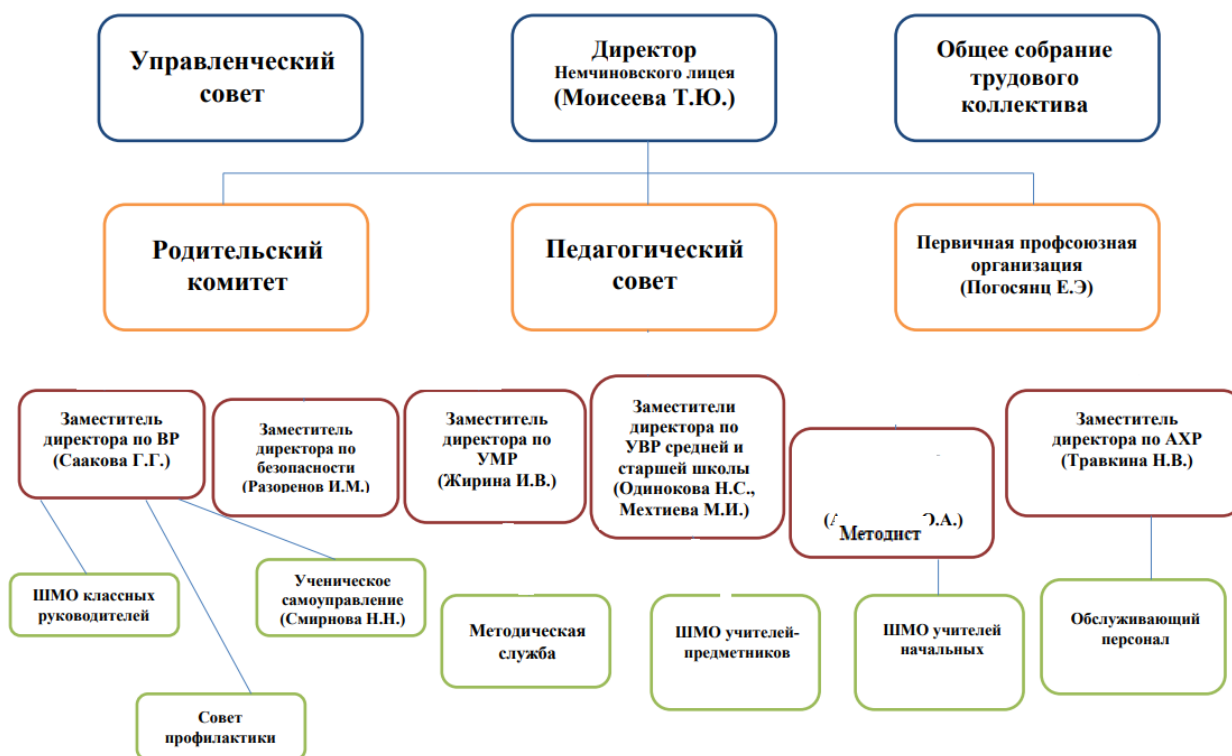 Управленческий
совет
Директор
Немчиновского лицея
(Моисеева Т.Ю.)
Общее собрание
трудового
коллектива
Родительский
комитет
Педагогический
совет
Первичная профсоюзная
организация
(Погосянц Е.Э)
Заместитель
директора по ВР
(Саакова Г.Г.)
Заместитель
директора по
безопасности
(Разоренов И.М.)
Заместитель
директора по
УМР
(Жирина И.В.)
Заместители
директора по
УВР средней и
старшей школы
(Одинокова Н.С.,
Мехтиева М.И.)
Методист
Заместитель
директора по АХР
(Травкина Н.В.)
ШМО классных
руководителей
Ученическое
самоуправление
(Смирнова Н.Н.)
Методическая
служба
ШМО учителей-
предметников
ШМО учителей
начальных
Обслуживающий
персонал
Совет
профилактики